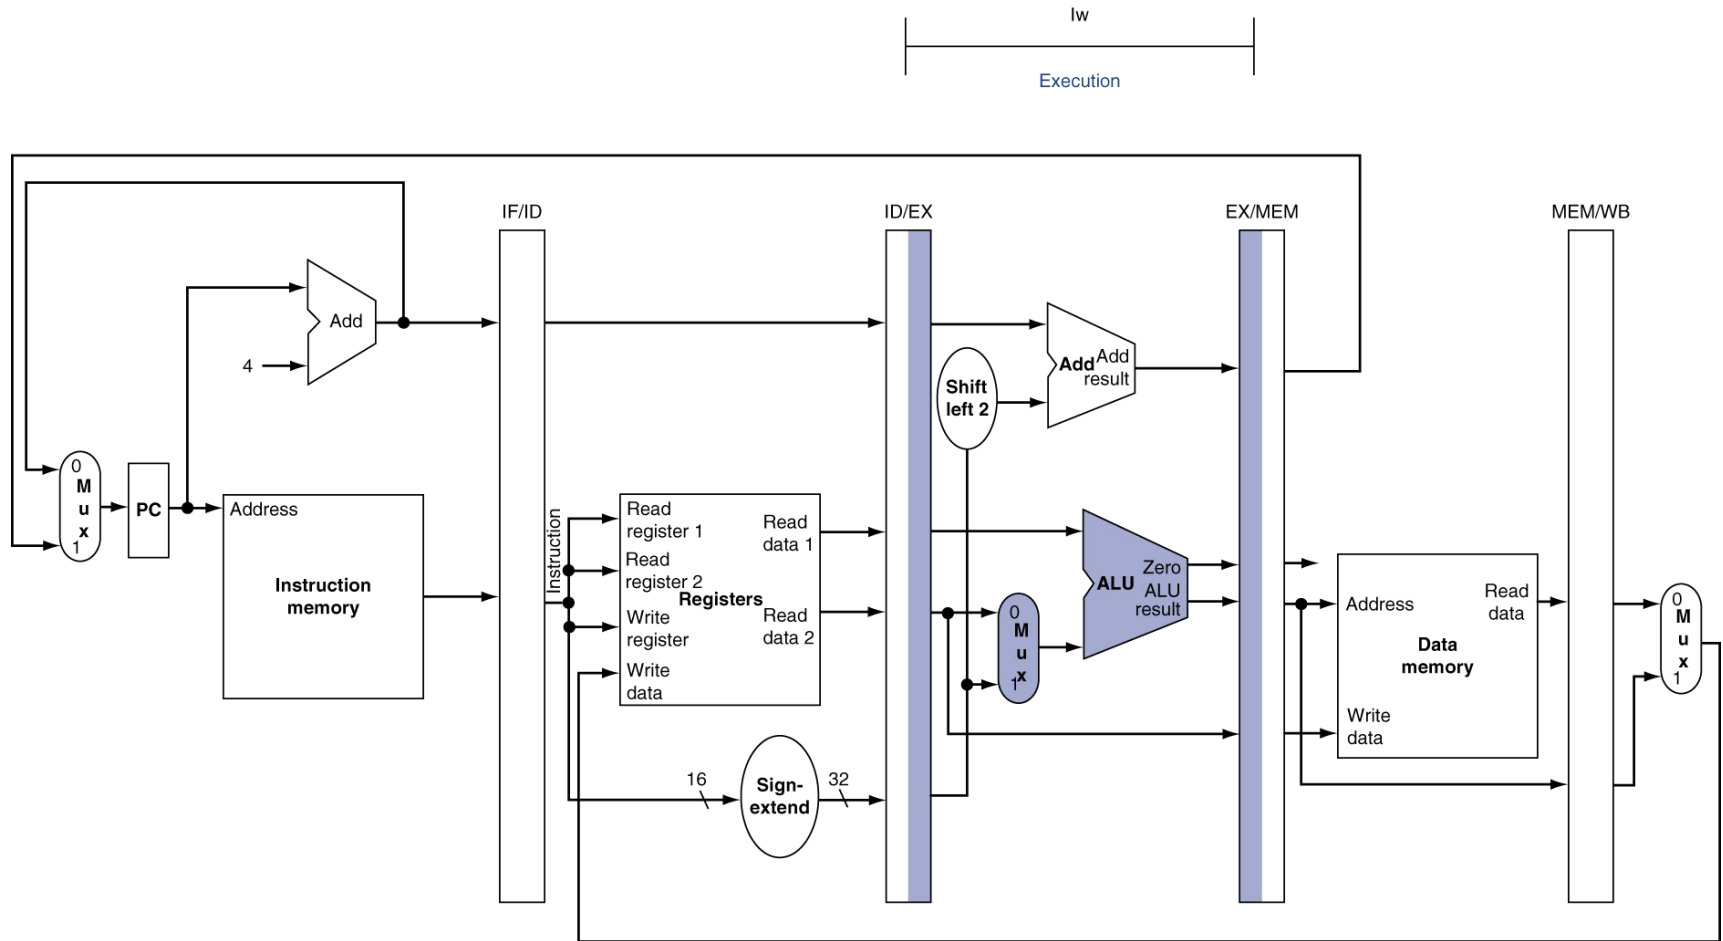 lw
Execution
IF/ID
ID/EX
EX/MEM
MEM/WB
Add
4
Shift
left 2
Add
Add
result
0
M
u
x
1
PC
Address
Instruction
memory
Instruction
Read
register 1
Read
register 2
Registers
Write
register
Write
data
Read
data 1
Read
data 2
16
Sign-
extend
32
0
M
u
x
1
ALU
Zero
ALU
result
Address
Read
data
Data
memory
Write
data
0
M
u
x
1